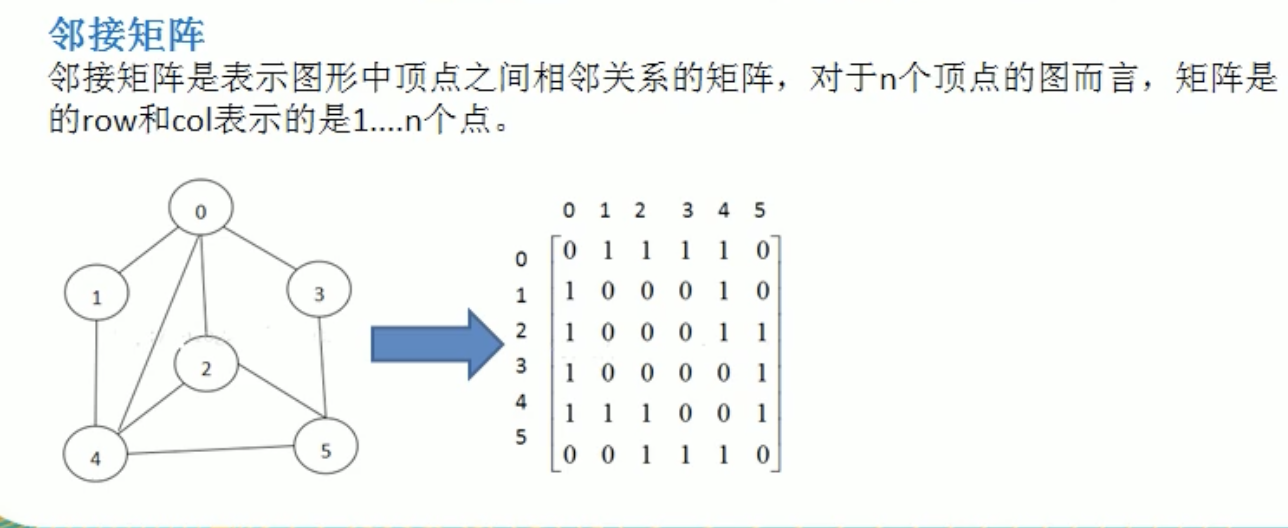 邻接矩阵
邻接矩阵是表示图形中顶点之间相邻关系的矩阵，对于n个顶点的图而言，矩阵是
的row和col表示的是1....n个点。
0
1
3
2
4
5
0 1 2 3 4 5
0 0 1 1 1 1 0
1 1 0 0 0 1 0
2 1 0 0 0 1 1
3 1 0 0 0 0 1
4 1 1 1 0 0 1
5 0 0 1 1 1 0